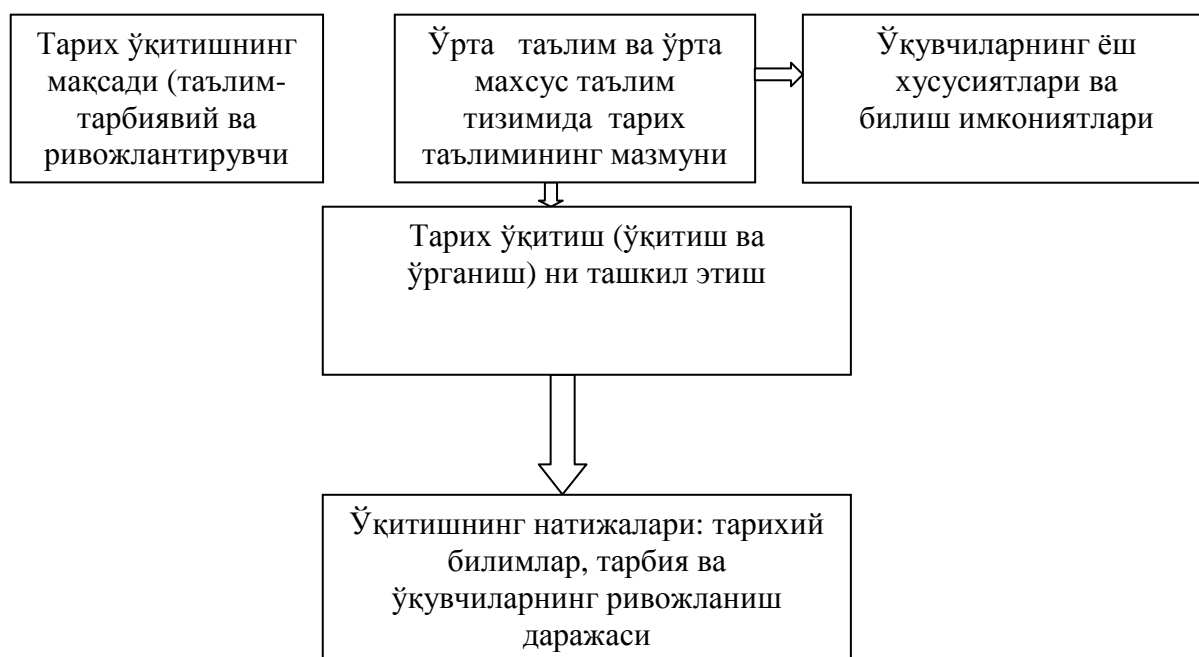 Тарих ўқитишнинг
мақсади (таълим-
тарбиявий ва
ривожлантирувчи
Ўрта таълим ва ўрта
махсус таълим
тизимида тарих
таълимининг мазмуни
Ўқувчиларнинг ёш
хусусиятлари ва
билиш имкониятлари
Тарих ўқитиш (ўқитиш ва
ўрганиш) ни ташкил этиш
Ўқитишнинг натижалари: тарихий
билимлар, тарбия ва
ўқувчиларнинг ривожланиш
даражаси